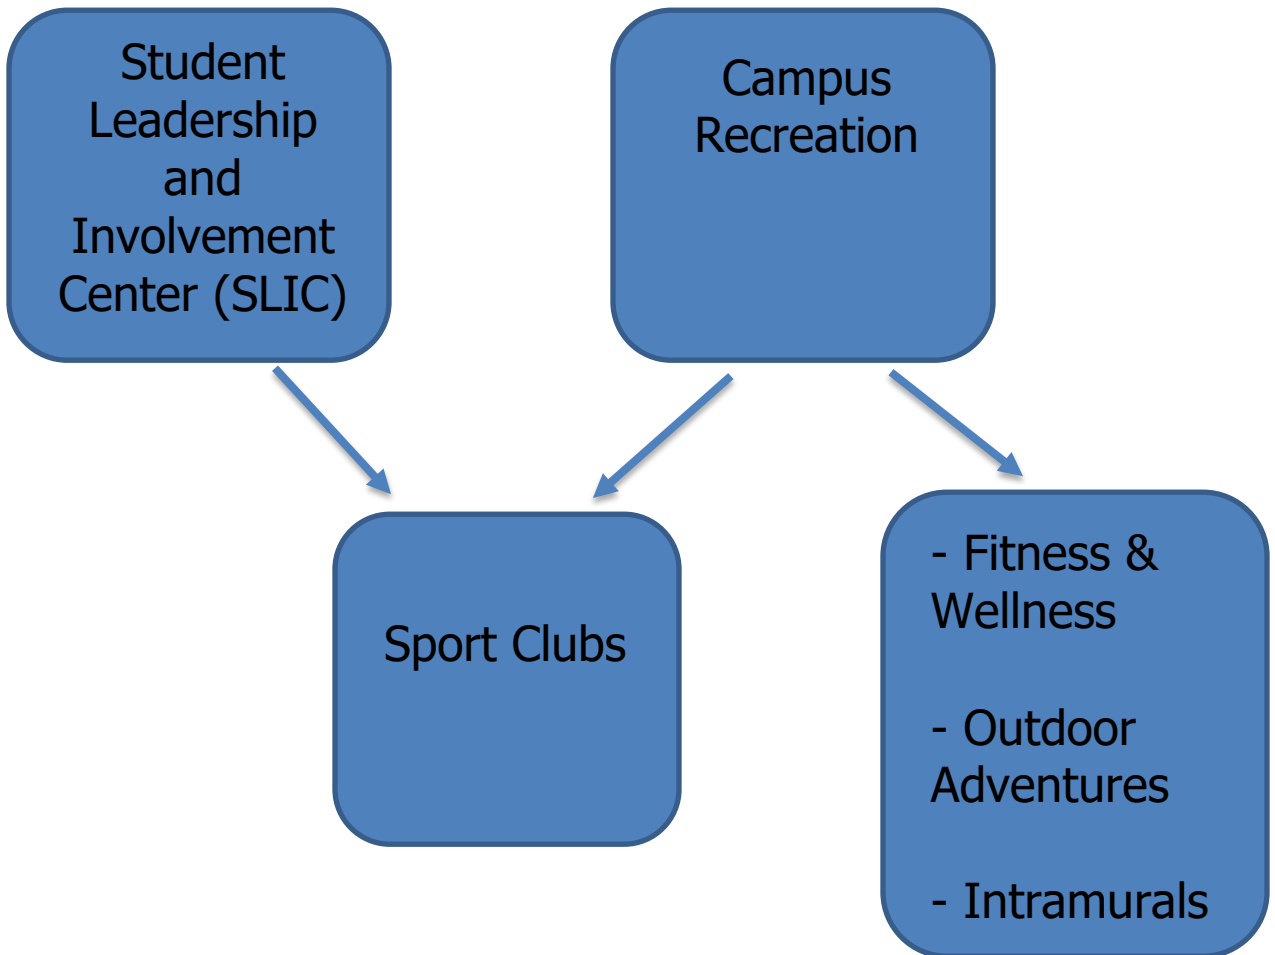 Student
Leadership
and
Involvement
Center (SLIC)
Campus
Recreation
Sport Clubs
- Fitness &
Wellness
- Outdoor
Adventures
- Intramurals